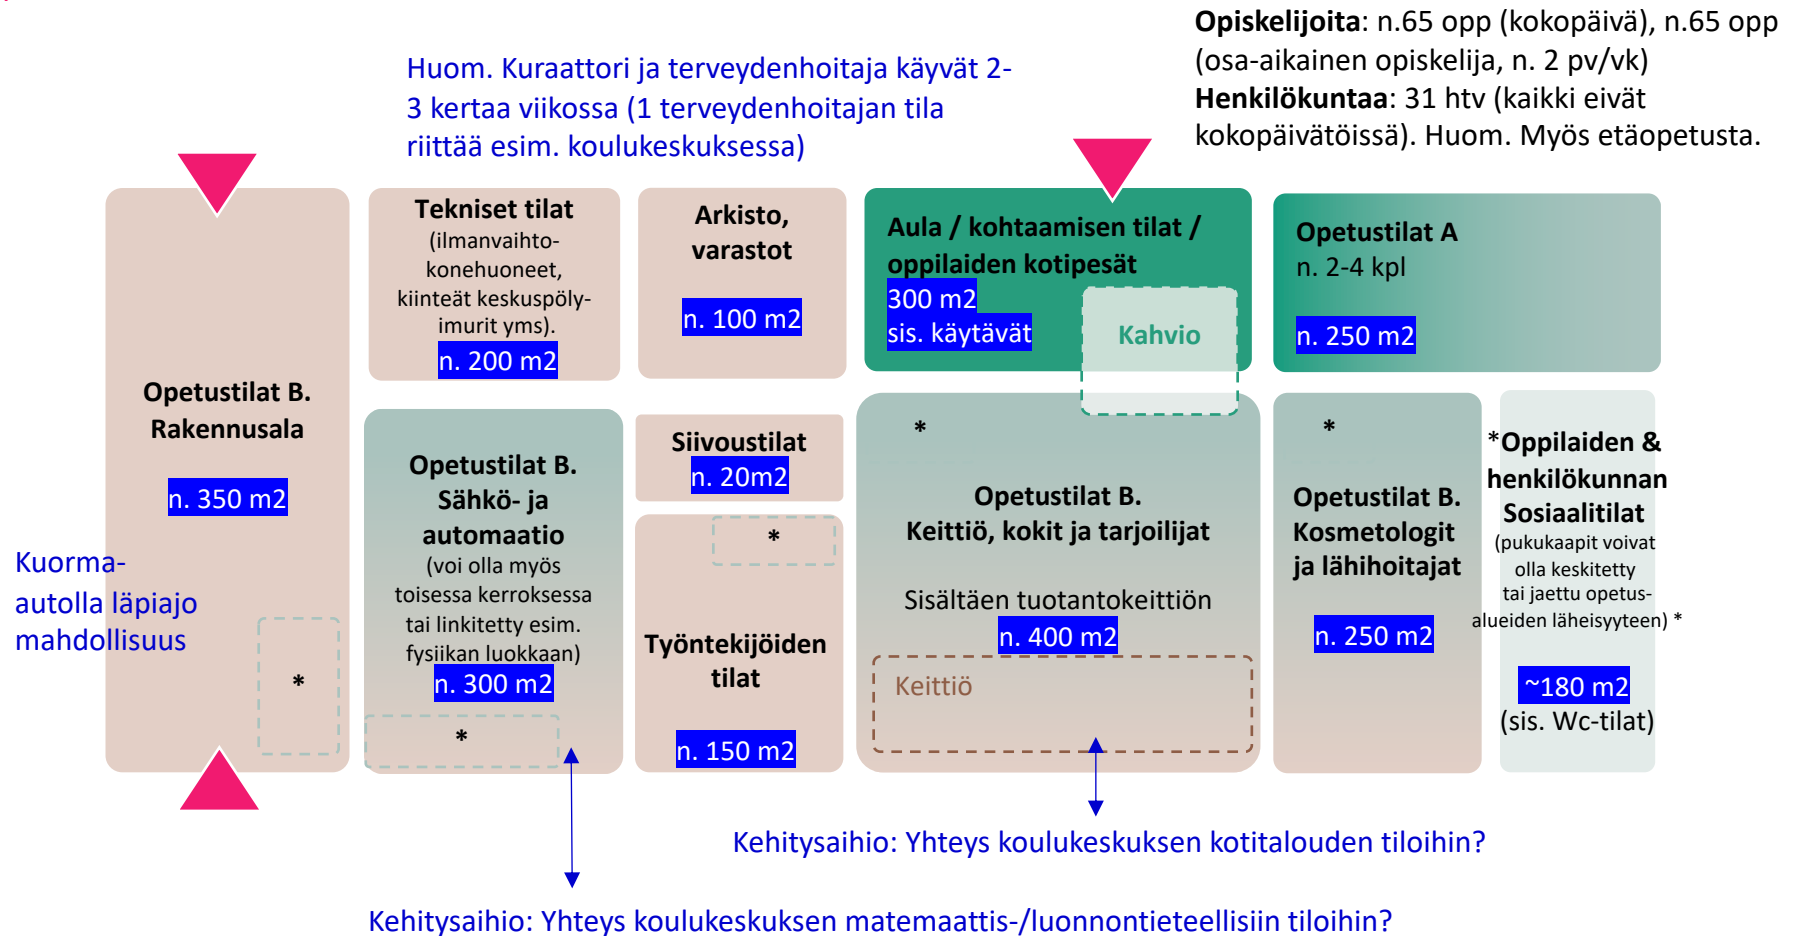 Opiskelijoita: n.65 opp (kokopäivä), n.65 opp
(osa-aikainen opiskelija, n. 2 pv/vk)
Henkilökuntaa: 31 htv (kaikki eivät
kokopäivätöissä). Huom. Myös etäopetusta.
Huom. Kuraattori ja terveydenhoitaja käyvät 2-
3 kertaa viikossa (1 terveydenhoitajan tila
riittää esim. koulukeskuksessa)
Opetustilat B.
Rakennusala
n. 350 m2
*
Kuorma-
autolla läpiajo
mahdollisuus
Tekniset tilat
(ilmanvaihto-
konehuoneet,
kiinteät keskuspöly-
imurit yms).
n. 200 m2
Arkisto,
varastot
n. 100 m2
Aula / kohtaamisen tilat /
oppilaiden kotipesät
300 m2
sis. käytävät
Kahvio
Opetustilat A
n. 2-4 kpl
n. 250 m2
Opetustilat B.
Sähkö- ja
automaatio
(voi olla myös
toisessa kerroksessa
tai linkitetty esim.
fysiikan luokkaan)
n. 300 m2
*
Siivoustilat
n. 20m2
*
Työntekijöiden
tilat
n. 150 m2
*
Opetustilat B.
Keittiö, kokit ja tarjoilijat
Sisältäen tuotantokeittiön
n. 400 m2
Keittiö
*
Opetustilat B.
Kosmetologit
ja lähihoitajat
n. 250 m2
*Oppilaiden &
henkilökunnan
Sosiaalitilat
(pukukaapit voivat
olla keskitetty
tai jaettu opetus-
alueiden läheisyyteen) *
~180 m2
(sis. Wc-tilat)
Kehitysaihio: Yhteys koulukeskuksen kotitalouden tiloihin?
Kehitysaihio: Yhteys koulukeskuksen matemaattis-/luonnontieteellisiin tiloihin?